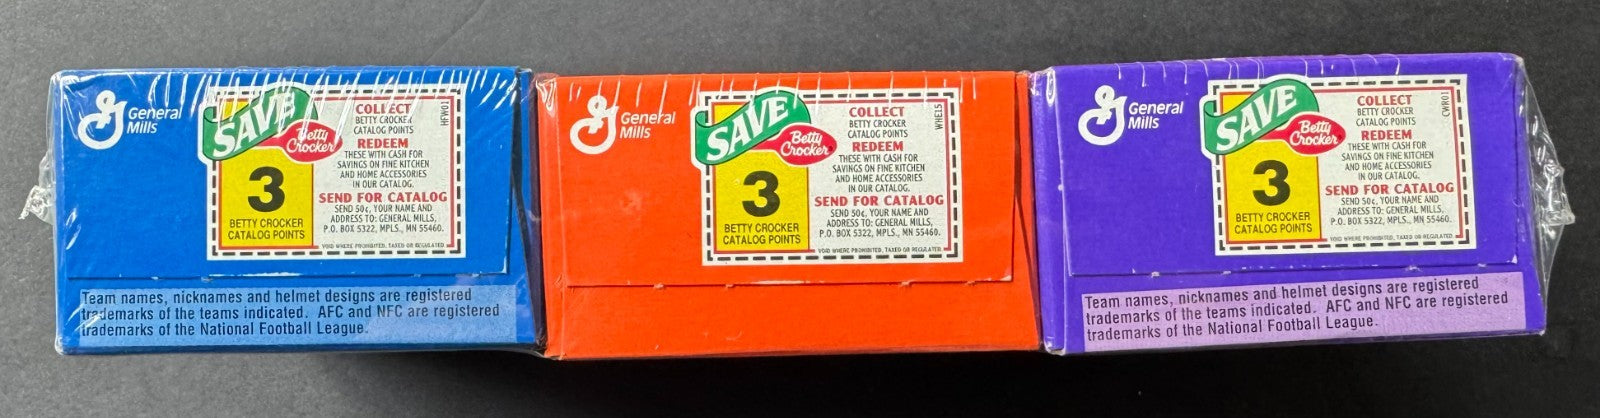 General
Mills
SAVE
Betty
Crocker
3
BETTY CROCKER
CATALOG POINTS
COLLECT
BETTY CROCKER
CATALOG POINTS
REDEEM
THESE WITH CASH FOR
SAVINGS ON FINE KITCHEN
AND HOME ACCESSORIES
IN OUR CATALOG.
SEND FOR CATALOG
SEND 50¢, YOUR NAME AND
ADDRESS TO: GENERAL MILLS,
P.O. BOX 5322, MPLS., MN 55460.
VOID WHERE PROHIBITED, TAXED OR REGULATED
HFW01
Team names, nicknames and helmet designs are registered
trademarks of the teams indicated. AFC and NFC are registered
trademarks of the National Football League.
General
Mills
SAVE
Betty
Crocker
3
BETTY CROCKER
CATALOG POINTS
COLLECT
BETTY CROCKER
CATALOG POINTS
REDEEM
THESE WITH CASH FOR
SAVINGS ON FINE KITCHEN
AND HOME ACCESSORIES
IN OUR CATALOG.
SEND FOR CATALOG
SEND 50¢, YOUR NAME AND
ADDRESS TO: GENERAL MILLS,
P.O. BOX 5322, MPLS., MN 55460.
VOID WHERE PROHIBITED, TAXED OR REGULATED
General
Mills
SAVE
Betty
Crocker
3
BETTY CROCKER
CATALOG POINTS
COLLECT
BETTY CROCKER
CATALOG POINTS
REDEEM
THESE WITH CASH FOR
SAVINGS ON FINE KITCHEN
AND HOME ACCESSORIES
IN OUR CATALOG.
SEND FOR CATALOG
SEND 50¢, YOUR NAME AND
ADDRESS TO: GENERAL MILLS,
P.O. BOX 5322, MPLS., MN 55460.
VOID WHERE PROHIBITED, TAXED OR REGULATED
CWR01
Team names, nicknames and helmet designs are registered
trademarks of the teams indicated. AFC and NFC are registered
trademarks of the National Football League.